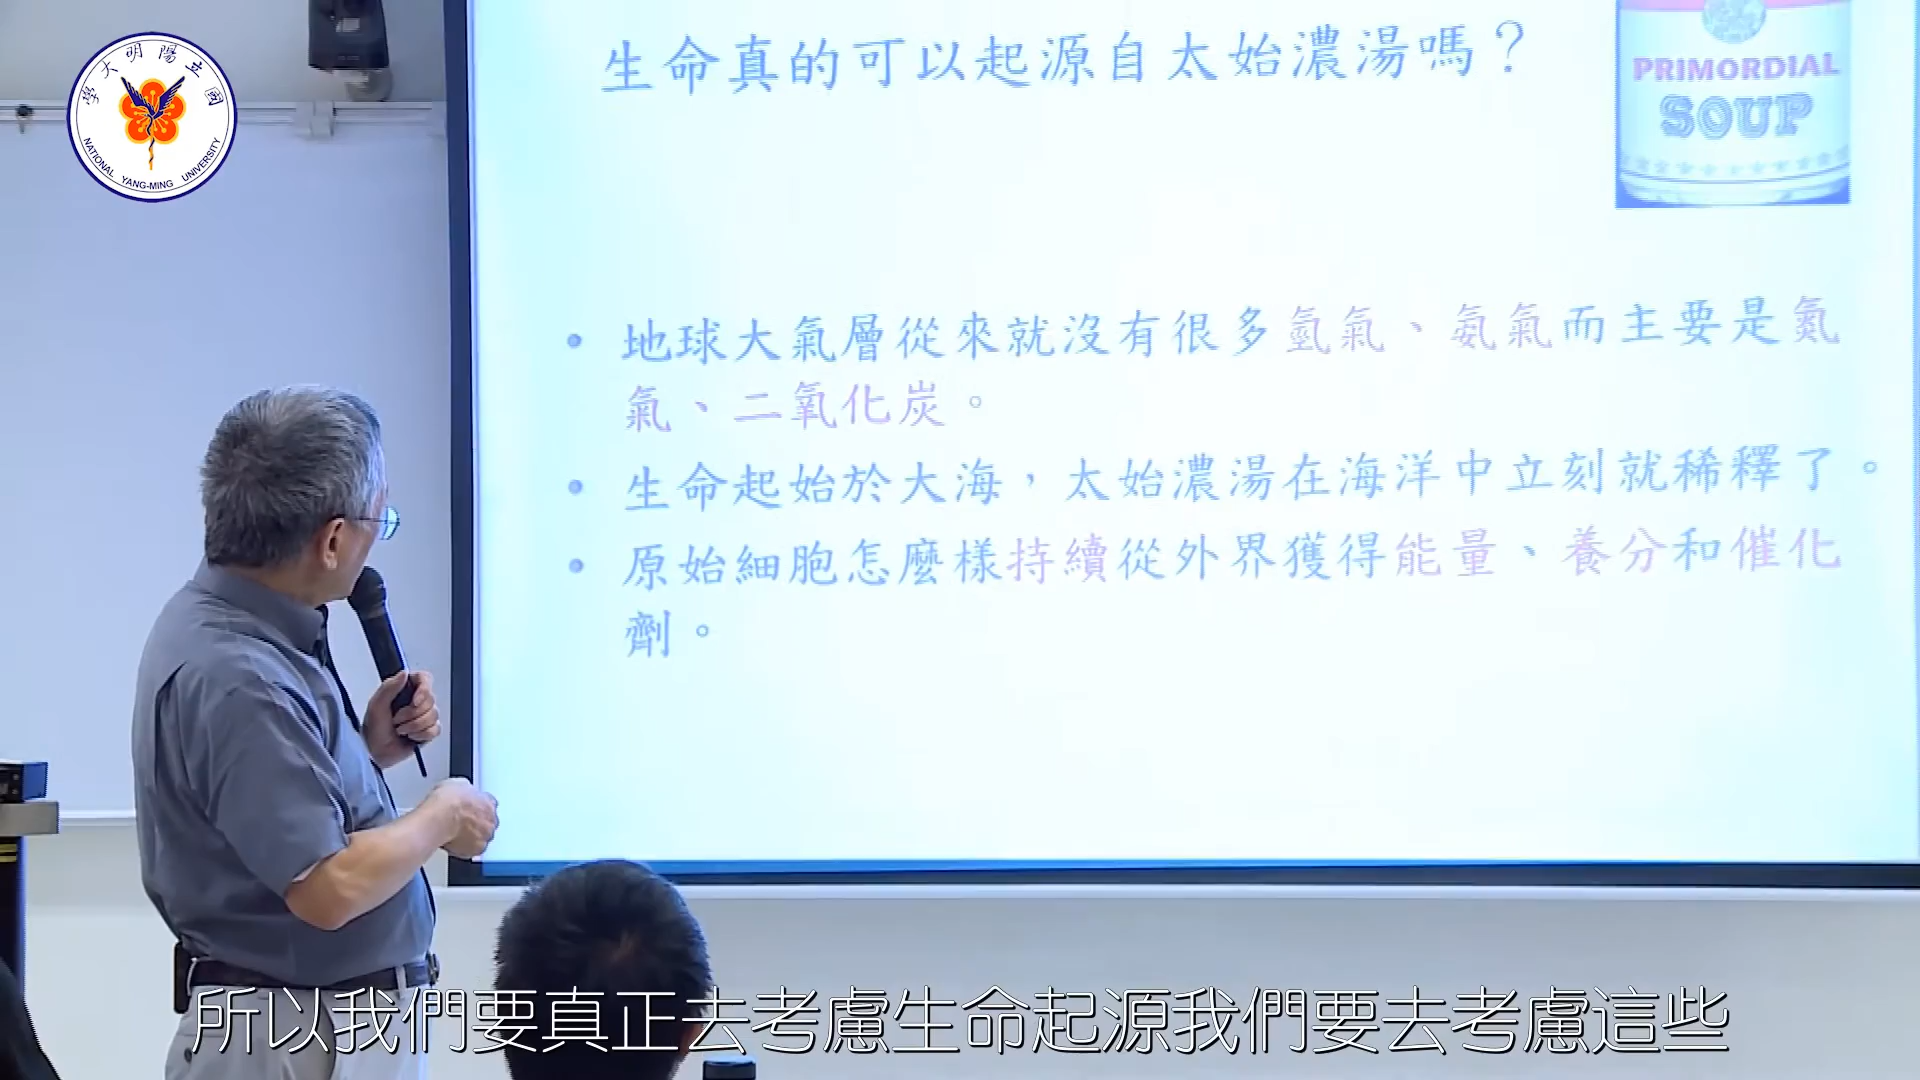 國立陽明大學
NATIONAL YANG-MING UNIVERSITY
生命真的可以起源自太始濃湯嗎？
PRIMORDIAL
SOUP
• 地球大氣層從來就沒有很多氫氣、氨氣而主要是氮
氣、二氧化炭。
• 生命起始於大海，太始濃湯在海洋中立刻就稀釋了。
• 原始細胞怎麼樣持續從外界獲得能量、養分和催化
劑。
所以我們要真正去考慮生命起源我們要去考慮這些